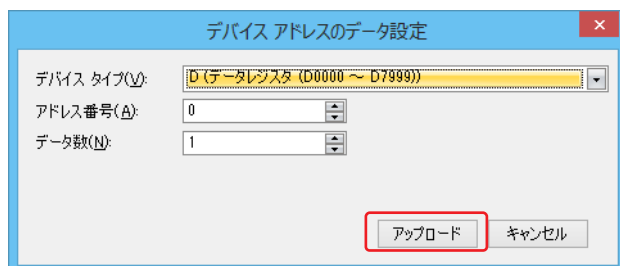 デバイス アドレスのデータ設定
デバイス タイプ(V): D (データレジスタ (D0000 ～ D7999))
アドレス番号(A): 0
データ数(N): 1
アップロード キャンセル